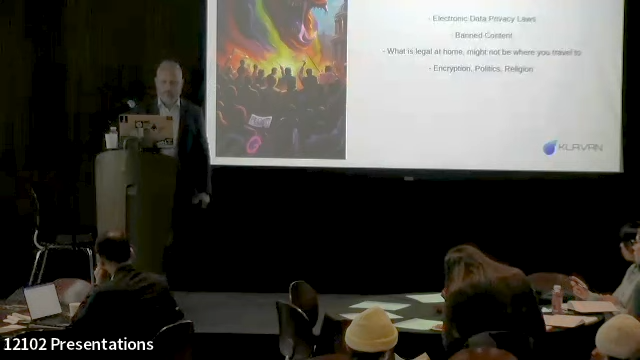 - Electronic Data Privacy Laws
- Banned Content
- What is legal at home, might not be where you travel to
- Encryption, Politics, Religion
KLAVAN
12102 Presentations